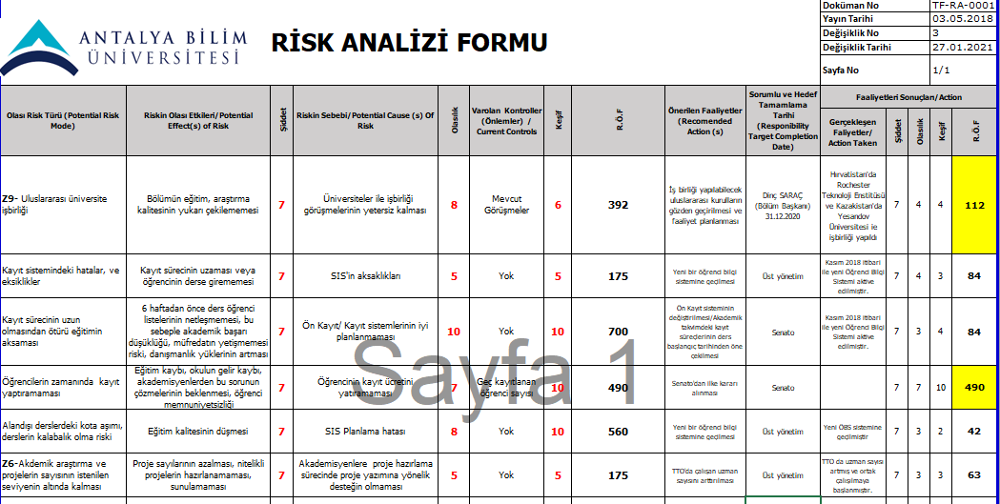 Doküman No TF-RA-0001
Yayın Tarihi 03.05.2018
Değişiklik No 3
Değişiklik Tarihi 27.01.2021
Sayfa No 1/1
ANTALYA BİLİM
ÜNİVERSİTESİ
RİSK ANALİZİ FORMU
Olası Risk Türü (Potential Risk
Mode)
Riskin Olası Etkileri/Potential
Effect(s) of Risk
Şiddet
Riskin Sebebi/Potential Cause (s) Of
Risk
Olasılık
Varolan Kontroller
(Önlemler) /
Current Controls
Keşif
R.Ö.F
Önerilen Faaliyetler
(Recomended
Action (s)
Sorumlu ve Hedef
Tamamlama
Tarihi
(Responibility
Target Completion
Date)
Faaliyetleri Sonuçları/Action
Gerçekleşen
Faliyetler/
Action Taken
Şiddet
Olasılık
Keşif
R.Ö.F
Z9- Uluslararası üniversite
işbirliği
Bölümün eğitim, araştırma
kalitesinin yukarı çekilememesi
7
Üniversiteler ile işbirliği
görüşmelerinin yetersiz kalması
8
Mevcut
Görüşmeler
6
392
İş birliği yapılabilecek
uluslararası kurulların
gözden geçirilmesi ve
faaliyet planlanması
Dinç SARAÇ
(Bölüm Başkanı)
31.12.2020
Hırvatistan'da
Rochester
Teknoloji Enstitüsü
ve Kazakistan'da
Yesandov
Üniversitesi ie
işbirliği yapıldı
7
4
4
112
Kayıt sistemindeki hatalar, ve
eksiklikler
Kayıt sürecinin uzaması veya
öğrencinin derse girememesi
7
SIS'in aksaklıkları
5
Yok
5
175
Yeni bir öğrenci bilgi
sistemine geçilmesi
Üst yönetim
Kasım 2018 itibari
ile yeni Öğrenci Bilgi
Sistemi aktive
edilmiştir.
7
4
3
84
Kayıt sürecinin uzun
olmasından ötürü eğitimin
aksaması
6 haftadan önce ders öğrenci
listelerinin netleşmemesi, bu
sebeple akademik başarı
düşüklüğü, müfredatın yetişmemesi
riski, danışmanlık yüklerinin artması
7
Ön Kayıt/ Kayıt sistemlerinin iyi
planlanmaması
10
Yok
10
700
Ön Kayıt sisteminin
değiştirilmesi/Akademik
takvimdeki kayıt
süreçlerinin ders
başlangıç tarihinden öne
çekilmesi
Senato
Kasım 2018 itibari
ile yeni Öğrenci Bilgi
Sistemi aktive
edilmiştir.
7
3
4
84
Öğrencilerin zamanında kayıt
yaptıramaması
Eğitim kaybı, okulun gelir kaybı,
akademisyenlerden bu sorunun
çözmelerinin beklenmesi, öğrenci
memnuniyetsizliği
7
Öğrencinin kayıt ücretini
yatıramaması
7
Geç kayıtlanan
öğrenci sayısı
10
490
Senato'dan ilke kararı
alınması
Senato
7
7
10
490
Alandışı derslerdeki kota aşımı,
derslerin kalabalık olma riski
Eğitim kalitesinin düşmesi
7
SIS Planlama hatası
8
Yok
10
560
Yeni bir öğrenci bilgi
sistemine geçilmesi
Üst yönetim
Yeni ÖBS sistemine
geçilmiştir
7
3
2
42
Z6-Akdemik araştırma ve
projelerin sayısının istenilen
seviyenin altında kalması
Proje sayılarının azalması, nitelikli
projelerin hazırlanamaması,
sunulamaması
7
Akademisyenlere proje hazırlama
sürecinde proje yazımına yönelik
desteğin olmaması
5
Yok
5
175
TTO'da çalışan uzman
sayısını arttırılması
Üst yönetim
TTO da uzman sayısı
artmış ve ortak
çalışılmaya
başlanmıştır.
7
3
3
63
Sayfa 1